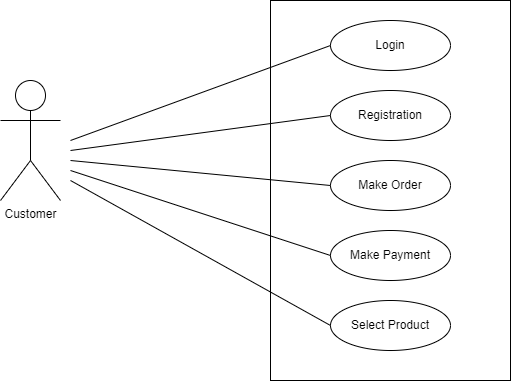 Login
Registration
Make Order
Customer
Make Payment
Select Product